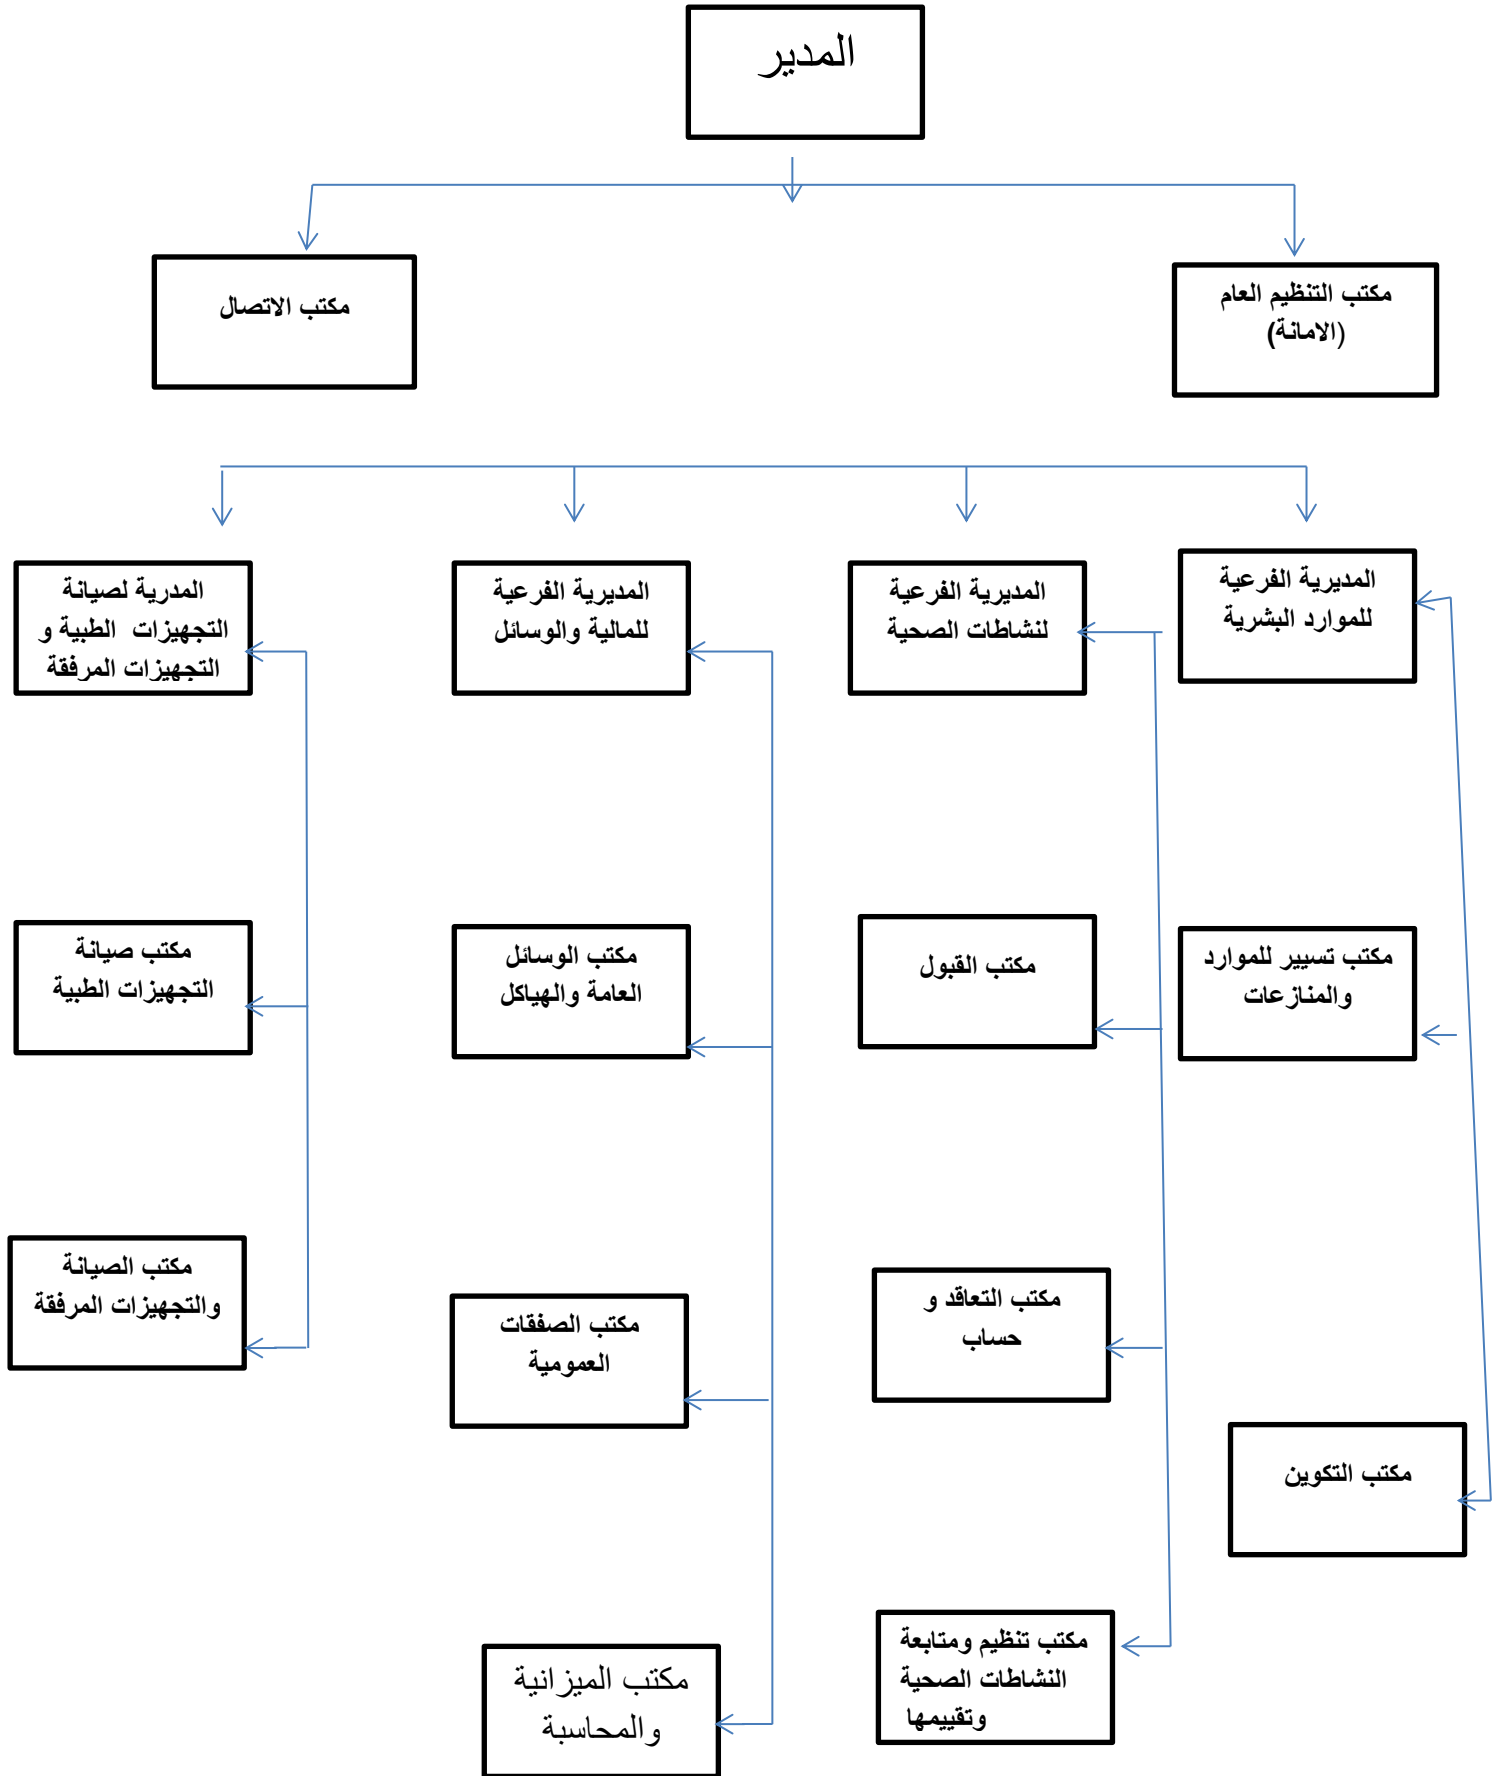 المدير
مكتب التنظيم العام
(الامانة)
مكتب الاتصال
المديرية الفرعية
للموارد البشرية
المديرية الفرعية
لنشاطات الصحية
المديرية الفرعية
للمالية والوسائل
المدرية لصيانة
التجهيزات الطبية و
التجهيزات المرفقة
مكتب تسيير للموارد
والمنازعات
مكتب القبول
مكتب الوسائل
العامة والهياكل
مكتب صيانة
التجهيزات الطبية
مكتب التكوين
مكتب التعاقد و
حساب
مكتب الصفقات
العمومية
مكتب الصيانة
والتجهيزات المرفقة
مكتب تنظيم ومتابعة
النشاطات الصحية
وتقييمها
مكتب الميزانية
والمحاسبة